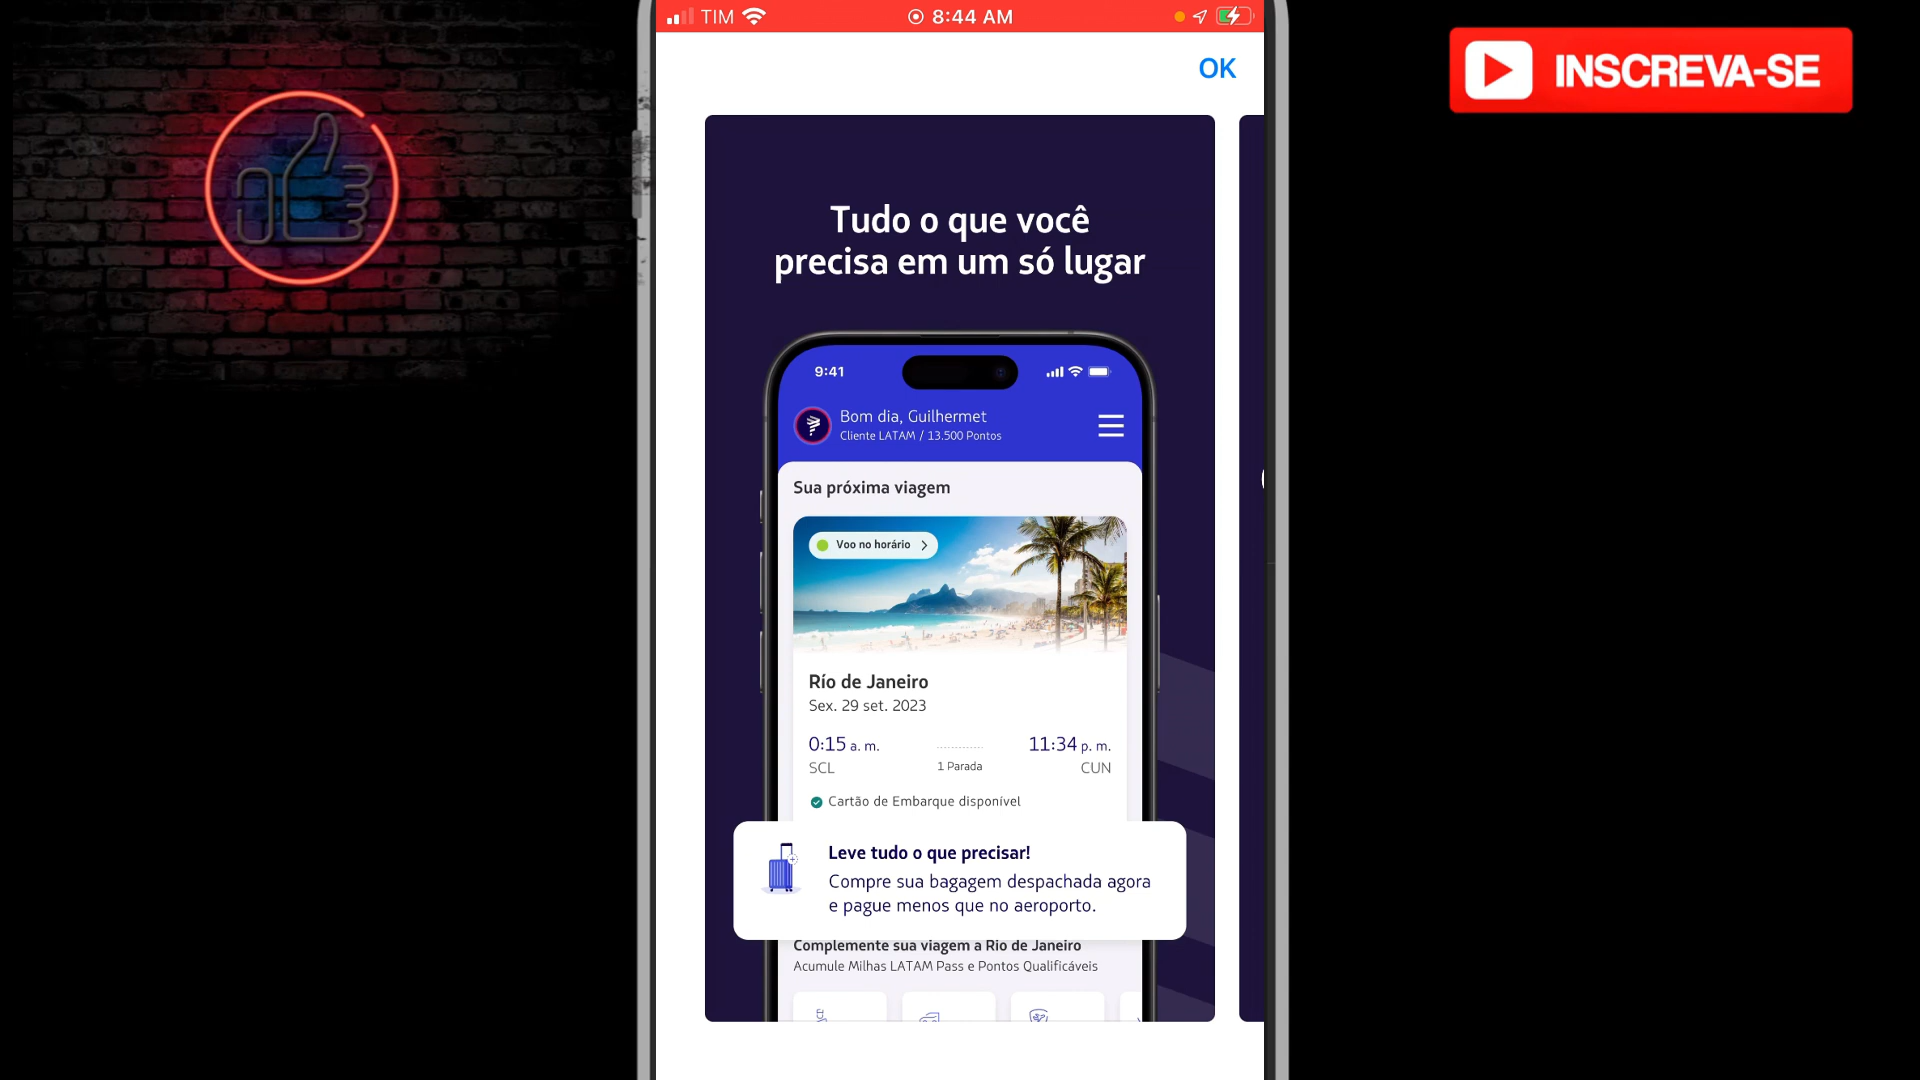 TIM 8:44 AM
INSCREVA-SE
OK
Tudo o que você
precisa em um só lugar
9:41
Bom dia, Guilhermet
Cliente LATAM / 13.500 Pontos
Sua próxima viagem
Voo no horário
Río de Janeiro
Sex. 29 set. 2023
0:15 a. m. 11:34 p. m.
SCL 1 Parada CUN
Cartão de Embarque disponível
Leve tudo o que precisar!
Compre sua bagagem despachada agora
e pague menos que no aeroporto.
Complemente sua viagem a Rio de Janeiro
Acumule Milhas LATAM Pass e Pontos Qualificáveis